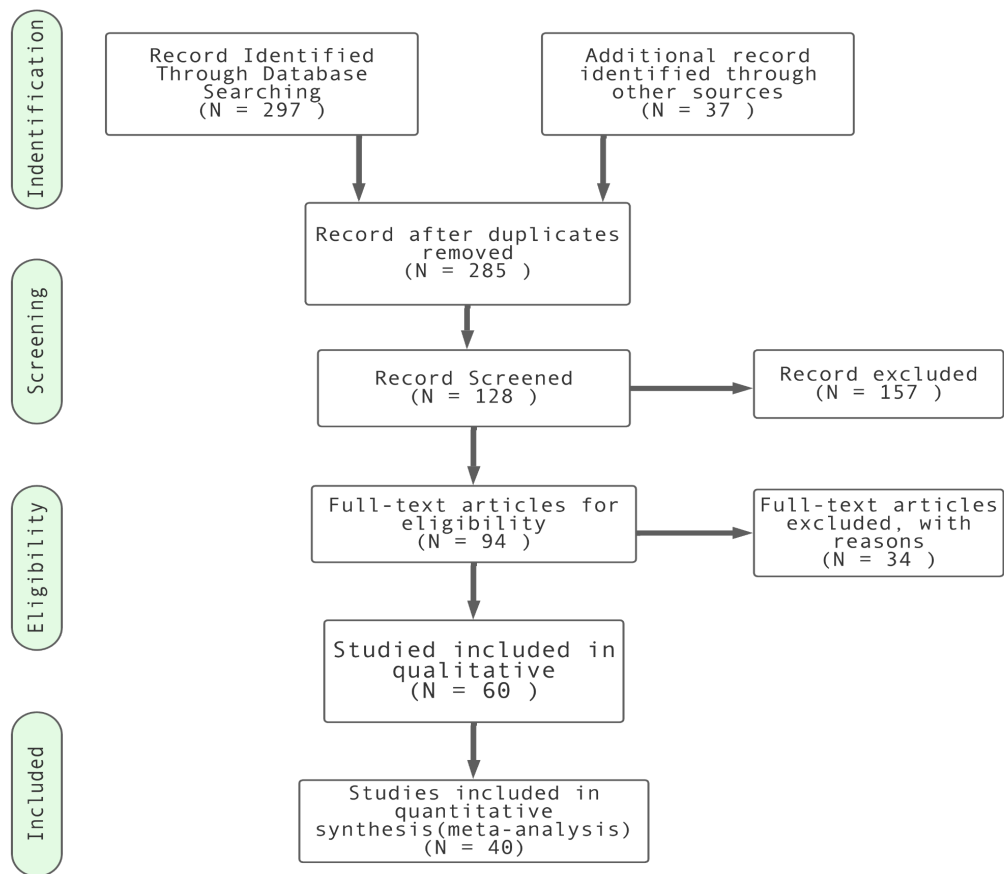 Indentification
Record Identified
Through Database
Searching
(N = 297 )
Additional record
identified through
other sources
(N = 37 )
Record after duplicates
removed
(N = 285 )
Screening
Record Screened
(N = 128 )
Record excluded
(N = 157 )
Eligibility
Full-text articles for
eligibility
(N = 94 )
Full-text articles
excluded, with
reasons
(N = 34 )
Studied included in
qualitative
(N = 60 )
Included
Studies included in
quantitative
synthesis(meta-analysis)
(N = 40)